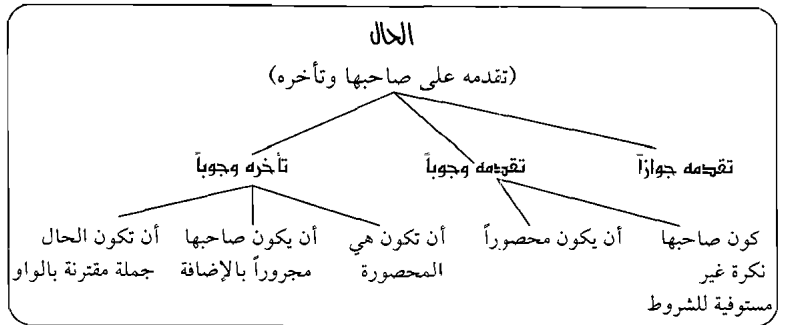 الحال
(تقدمه على صاحبها وتأخره)
تقدمه جوازاً
تقدمه وجوباً
تأخره وجوباً
كون صاحبها
نكرة غير
مستوفية للشروط
أن يكون محصوراً
أن تكون هي
المحصورة
أن يكون صاحبها
مجروراً بالإضافة
أن تكون الحال
جملة مقترنة بالواو